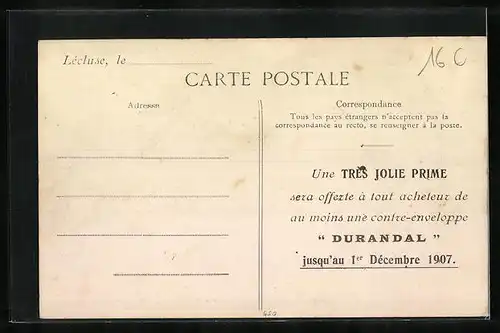 Lécluse, le
16 C
CARTE POSTALE
Adresse
Correspondance
Tous les pays étrangers n'acceptent pas la
correspondance au recto, se renseigner à la poste.
Une TRÈS JOLIE PRIME
sera offerte à tout acheteur de
au moins une contre-enveloppe
“ DURANDAL ”
jusqu'au 1er Décembre 1907.